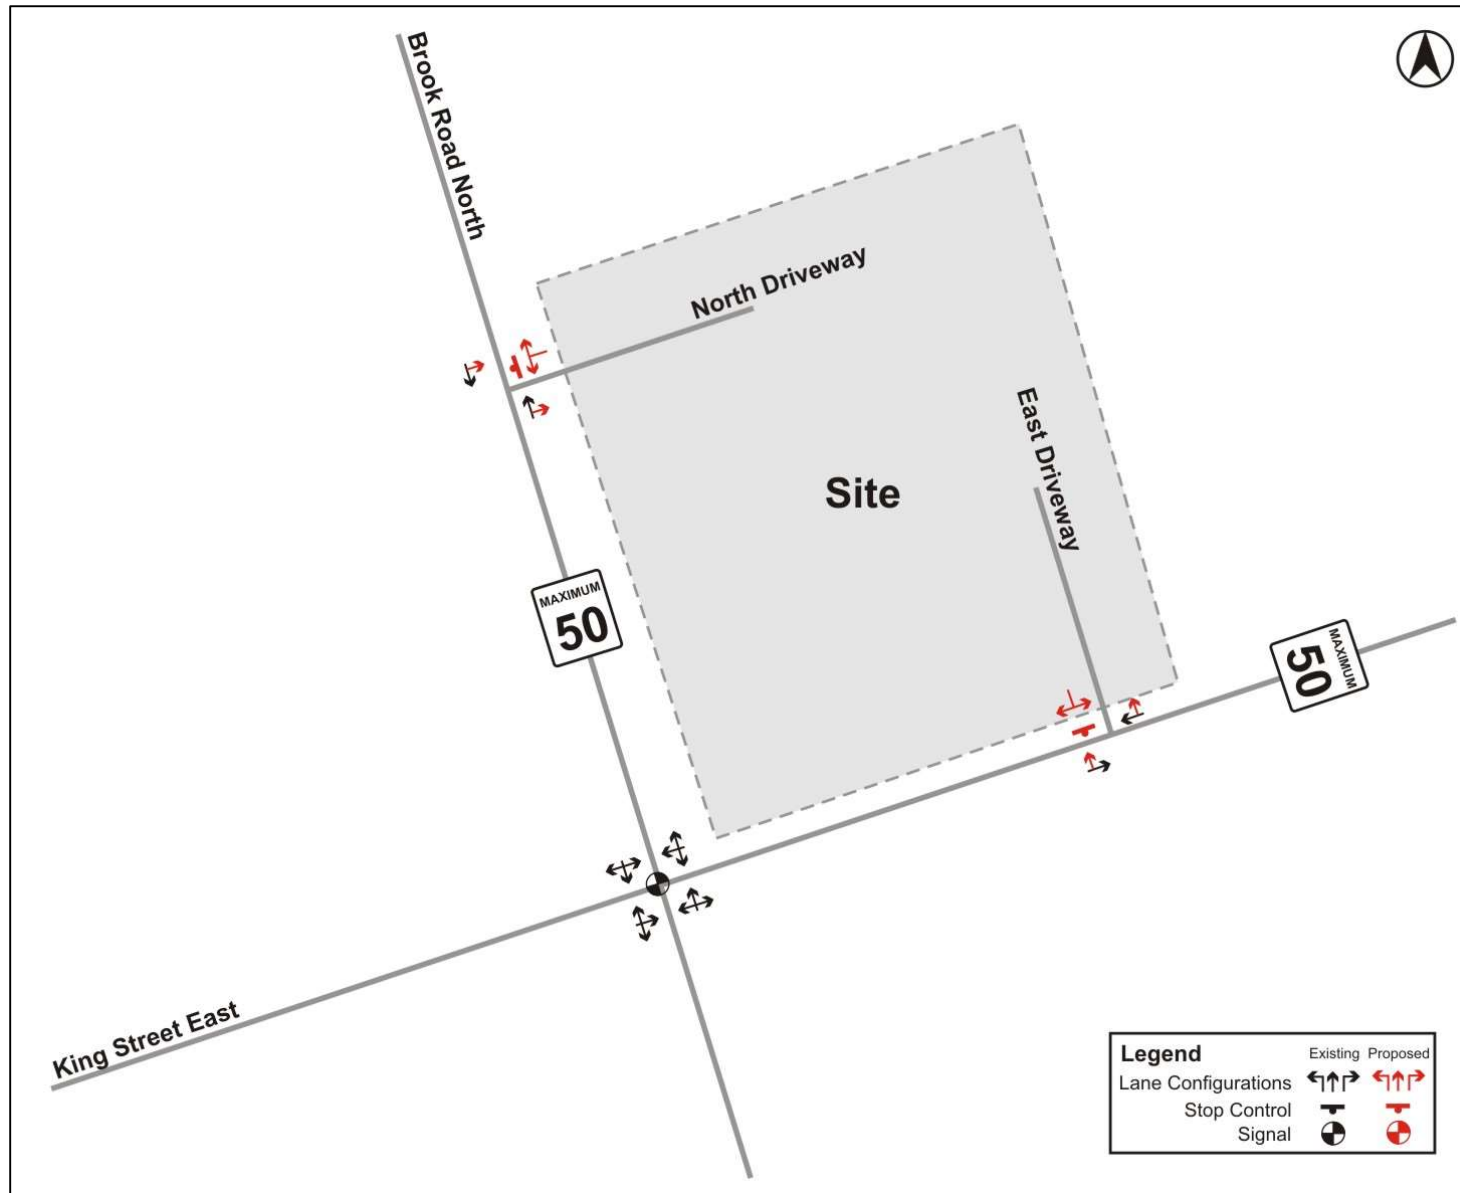 Brook Road North
North Driveway
East Driveway
Site
MAXIMUM
50
MAXIMUM
50
King Street East
Legend
Existing Proposed
Lane Configurations
Stop Control
Signal